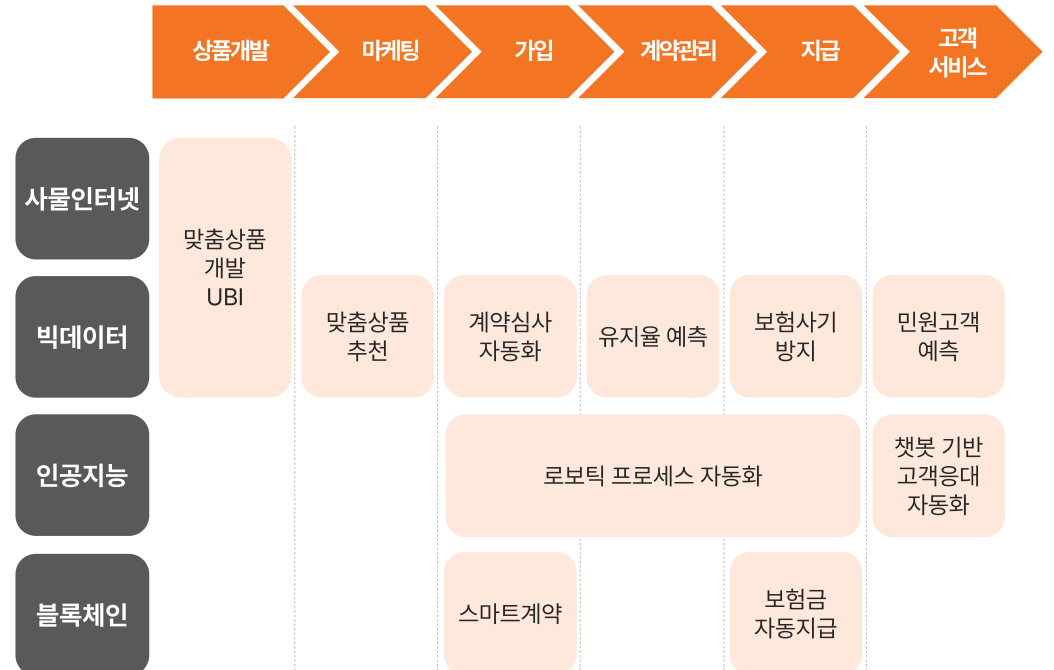 상품개발
마케팅
가입
계약관리
지급
고객
서비스
사물인터넷
맞춤상품
개발
UBI
빅데이터
맞춤상품
추천
계약심사
자동화
유지율 예측
보험사기
방지
민원고객
예측
인공지능
로보틱 프로세스 자동화
챗봇 기반
고객응대
자동화
블록체인
스마트계약
보험금
자동지급